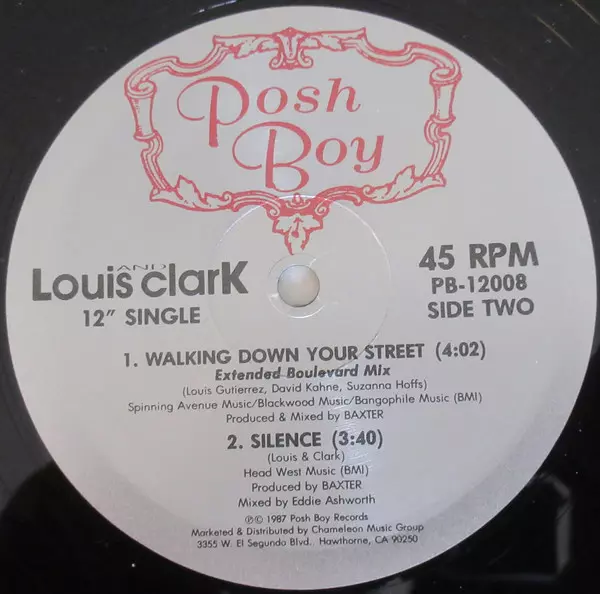 Posh
Boy
Louis AND clarK
12" SINGLE
45 RPM
PB-12008
SIDE TWO
1. WALKING DOWN YOUR STREET (4:02)
Extended Boulevard Mix
(Louis Gutierrez, David Kahne, Suzanna Hoffs)
Spinning Avenue Music/Blackwood Music/Bangophile Music (BMI)
Produced & Mixed by BAXTER
2. SILENCE (3:40)
(Louis & Clark)
Head West Music (BMI)
Produced by BAXTER
Mixed by Eddie Ashworth
℗© 1987 Posh Boy Records
Marketed & Distributed by Chameleon Music Group
3355 W. El Segundo Blvd.. Hawthorne, CA 90250